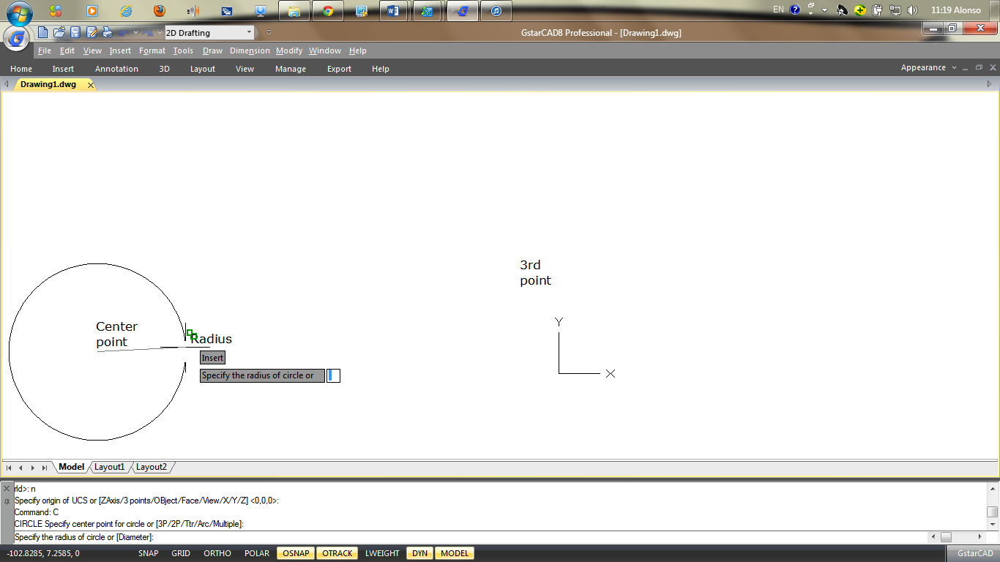 EN
11:19 Alonso
2D Drafting
GstarCAD8 Professional - [Drawing1.dwg]
File Edit View Insert Format Tools Draw Dimension Modify Window Help
Home Insert Annotation 3D Layout View Manage Export Help
Appearance
Drawing1.dwg
3rd
point
Center
point
Radius
Y
X
Insert
Specify the radius of circle or
Model Layout1 Layout2
rld>: n
Specify origin of UCS or [ZAxis/3 points/OBject/Face/View/X/Y/Z] <0,0,0>:
Command: C
CIRCLE Specify center point for circle or [3P/2P/Ttr/Arc/Multiple]:
Specify the radius of circle or [Diameter]:
-102.8285, 7.2585, 0
SNAP GRID ORTHO POLAR OSNAP OTRACK LWEIGHT DYN MODEL
GstarCAD